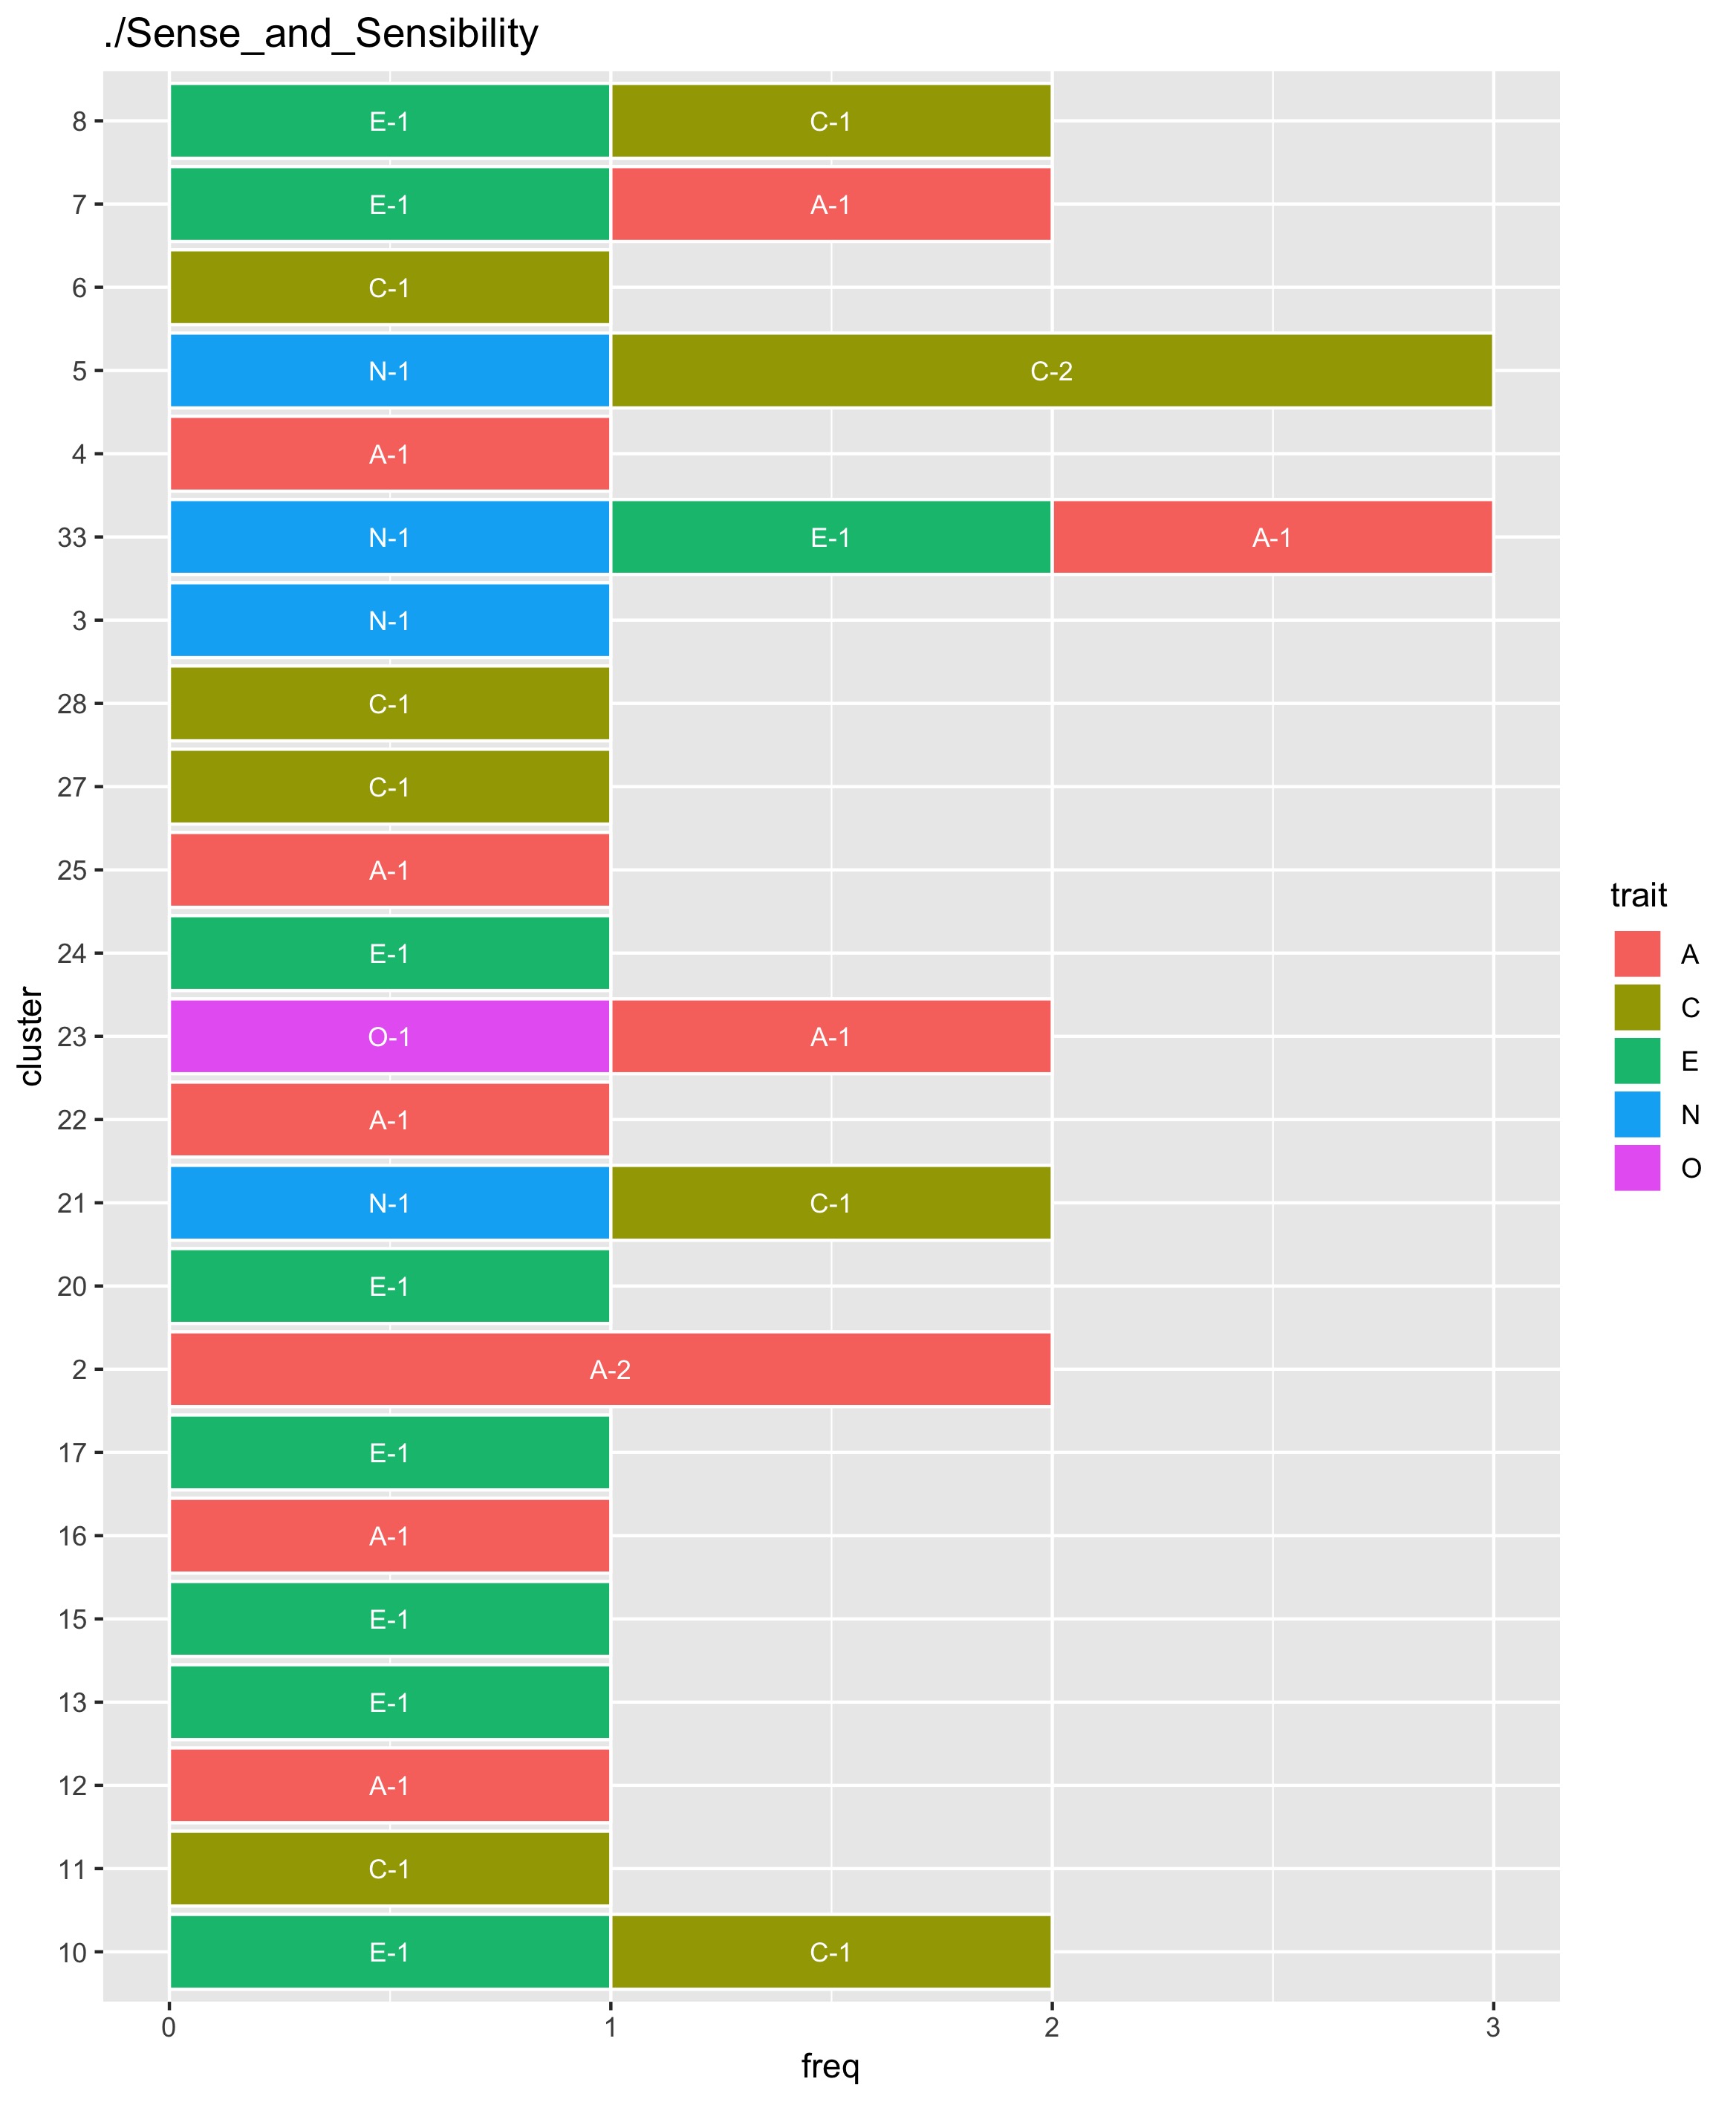 ./Sense_and_Sensibility
8 E-1 C-1
7 E-1 A-1
6 C-1
5 N-1 C-2
4 A-1
33 N-1 E-1 A-1
3 N-1
28 C-1
27 C-1
25 A-1
24 E-1
23 O-1 A-1
22 A-1
21 N-1 C-1
20 E-1
2 A-2
17 E-1
16 A-1
15 E-1
13 E-1
12 A-1
11 C-1
10 E-1 C-1
0 1 2 3
freq
cluster
trait
A
C
E
N
O